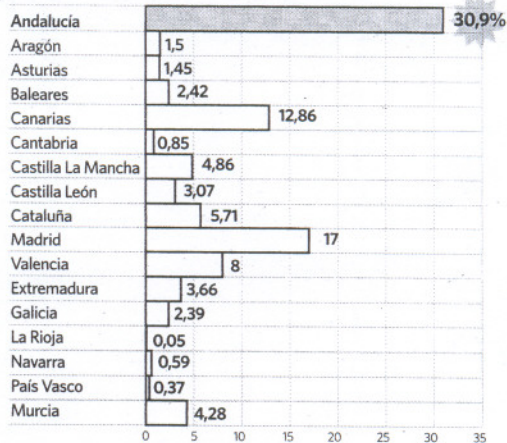 Andalucía 30,9%
Aragón 1,5
Asturias 1,45
Baleares 2,42
Canarias 12,86
Cantabria 0,85
Castilla La Mancha 4,86
Castilla León 3,07
Cataluña 5,71
Madrid 17
Valencia 8
Extremadura 3,66
Galicia 2,39
La Rioja 0,05
Navarra 0,59
País Vasco 0,37
Murcia 4,28
0 5 10 15 20 25 30 35